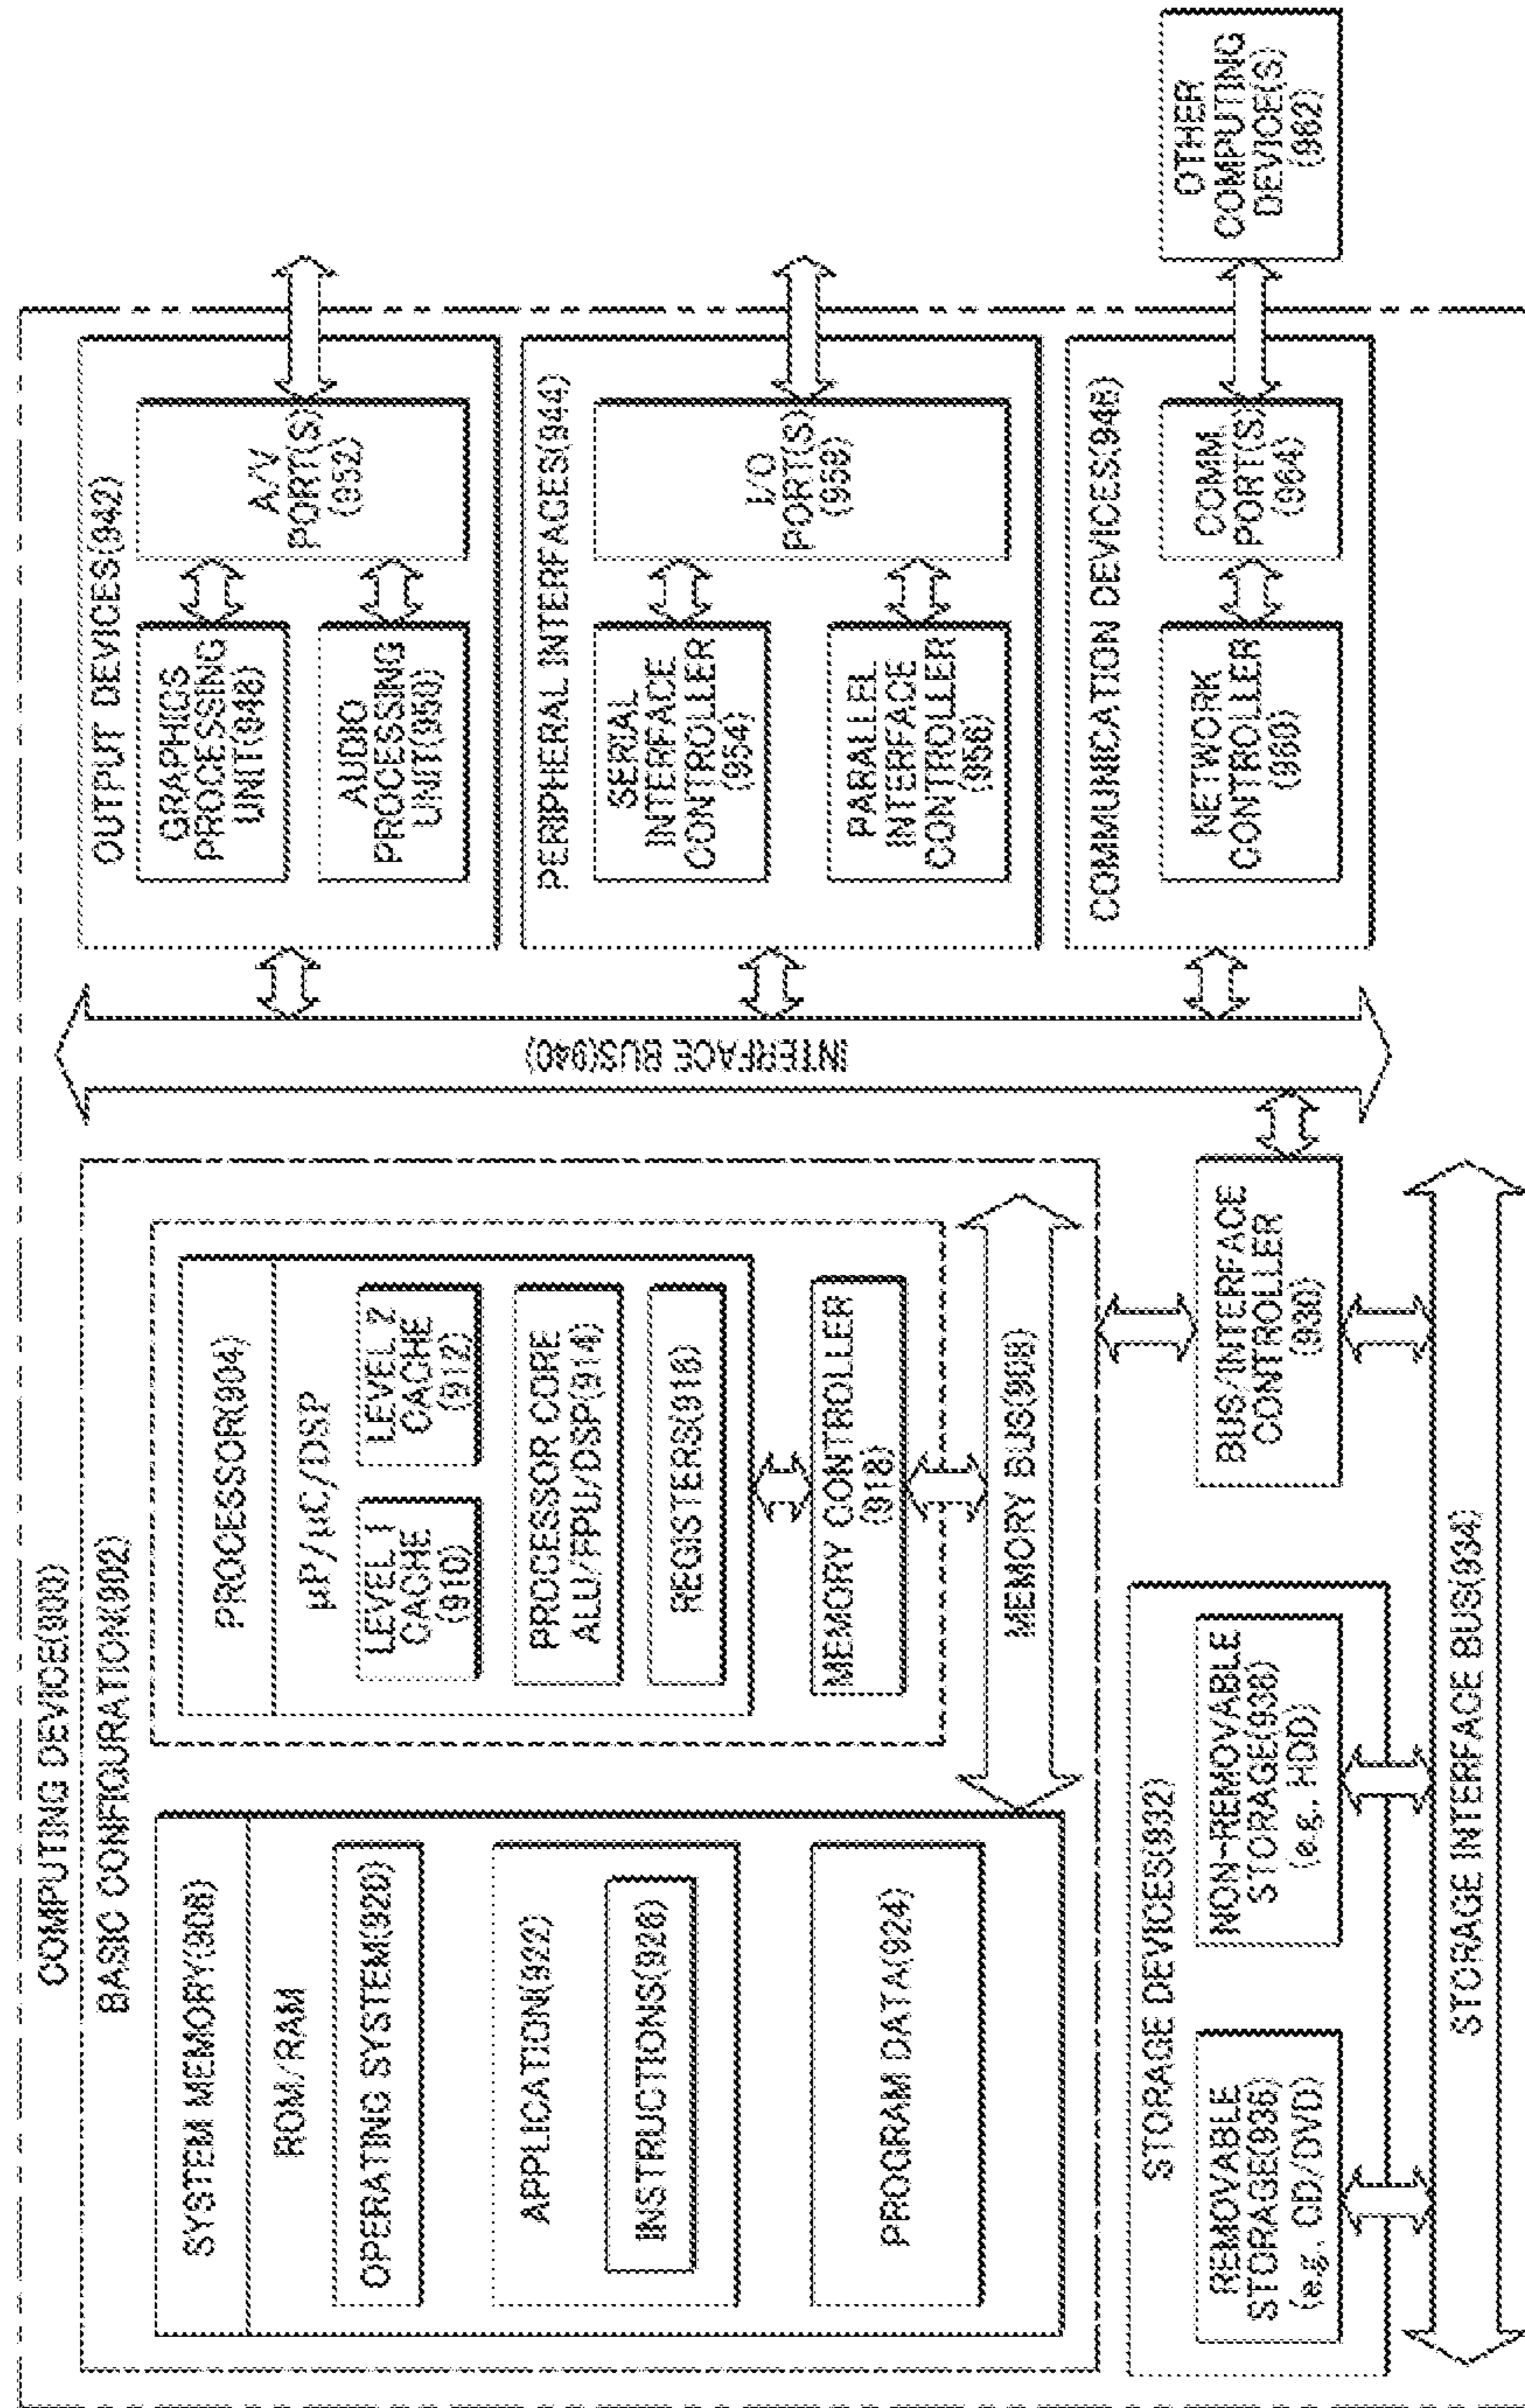 COMPUTING DEVICE(900)
BASIC CONFIGURATION(902)
SYSTEM MEMORY(906)
ROM/RAM
OPERATING SYSTEM(920)
APPLICATION(922)
INSTRUCTIONS(926)
PROGRAM DATA(924)
PROCESSOR(904)
µP/µC/DSP
LEVEL 1
CACHE
(910)
LEVEL 2
CACHE
(912)
PROCESSOR CORE
ALU/FPU/DSP(914)
REGISTERS(916)
MEMORY CONTROLLER
(918)
MEMORY BUS(908)
BUS/INTERFACE
CONTROLLER
(930)
STORAGE DEVICES(932)
REMOVABLE
STORAGE(936)
(e.g., CD/DVD)
NON-REMOVABLE
STORAGE(938)
(e.g., HDD)
STORAGE INTERFACE BUS(934)
INTERFACE BUS(940)
OUTPUT DEVICES(942)
GRAPHICS
PROCESSING
UNIT(948)
AUDIO
PROCESSING
UNIT(950)
A/V
PORT(S)
(952)
PERIPHERAL INTERFACES(944)
SERIAL
INTERFACE
CONTROLLER
(954)
PARALLEL
INTERFACE
CONTROLLER
(956)
I/O
PORT(S)
(958)
COMMUNICATION DEVICES(946)
NETWORK
CONTROLLER
(960)
COMM.
PORT(S)
(964)
OTHER
COMPUTING
DEVICE(S)
(962)